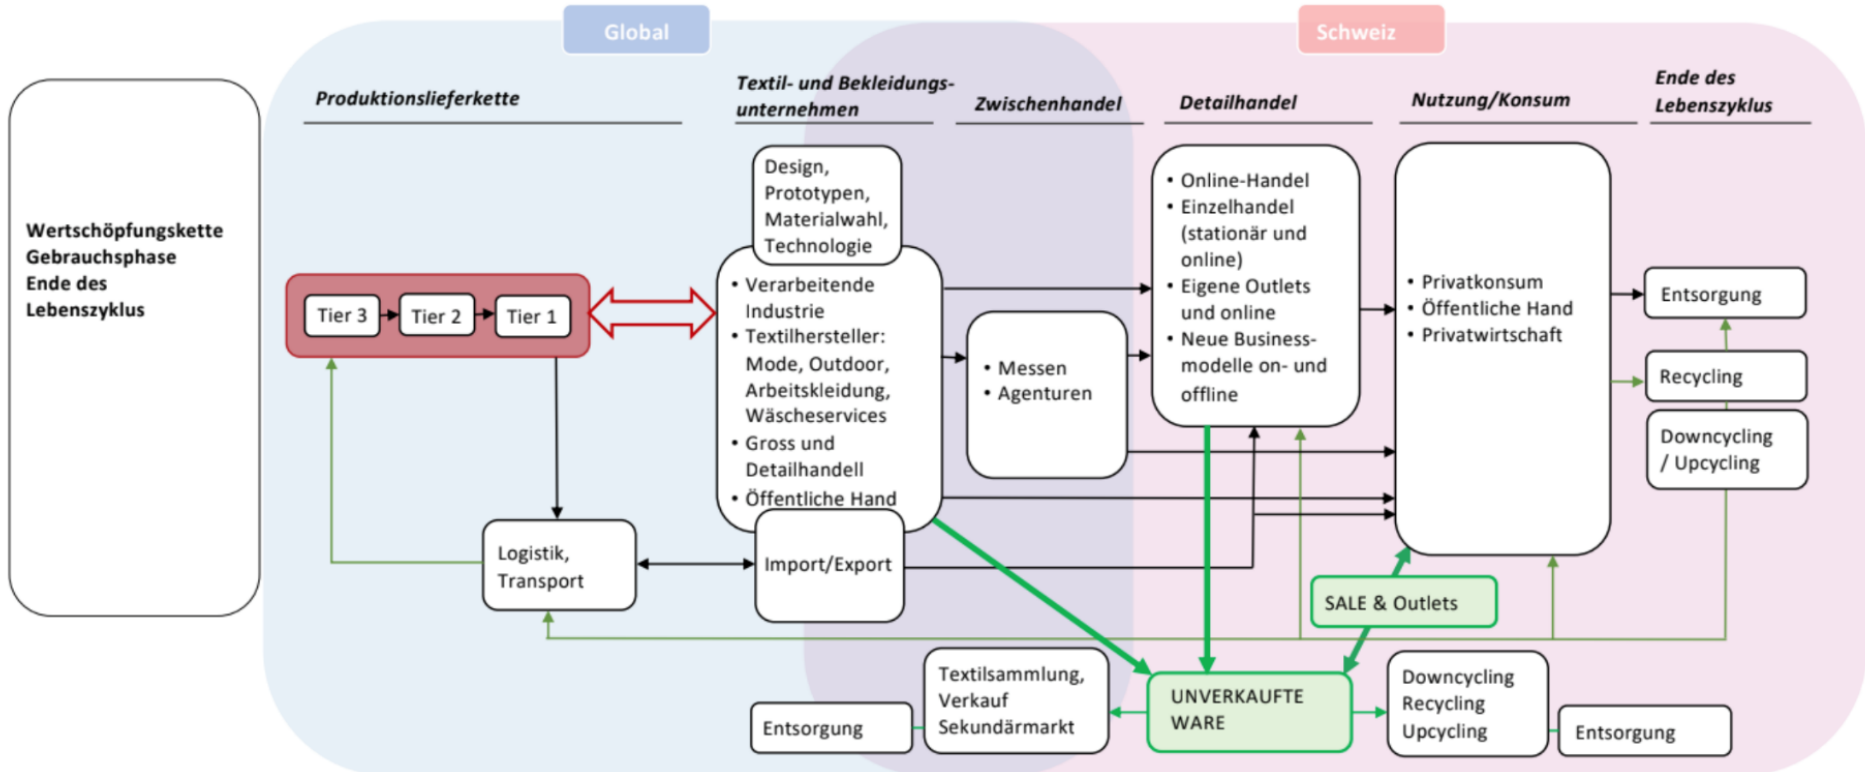 Global
Schweiz
Produktionslieferkette
Textil- und Bekleidungs-
unternehmen
Zwischenhandel
Detailhandel
Nutzung/Konsum
Ende des
Lebenszyklus
Wertschöpfungskette
Gebrauchsphase
Ende des
Lebenszyklus
Tier 3
Tier 2
Tier 1
Design,
Prototypen,
Materialwahl,
Technologie
• Verarbeitende
Industrie
• Textilhersteller:
Mode, Outdoor,
Arbeitskleidung,
Wäscheservices
• Gross und
Detailhandell
• Öffentliche Hand
Import/Export
Logistik,
Transport
• Messen
• Agenturen
• Online-Handel
• Einzelhandel
(stationär und
online)
• Eigene Outlets
und online
• Neue Business-
modelle on- und
offline
• Privatkonsum
• Öffentliche Hand
• Privatwirtschaft
Entsorgung
Recycling
Downcycling
/ Upcycling
SALE & Outlets
UNVERKAUFTE
WARE
Textilsammlung,
Verkauf
Sekundärmarkt
Entsorgung
Downcycling
Recycling
Upcycling
Entsorgung